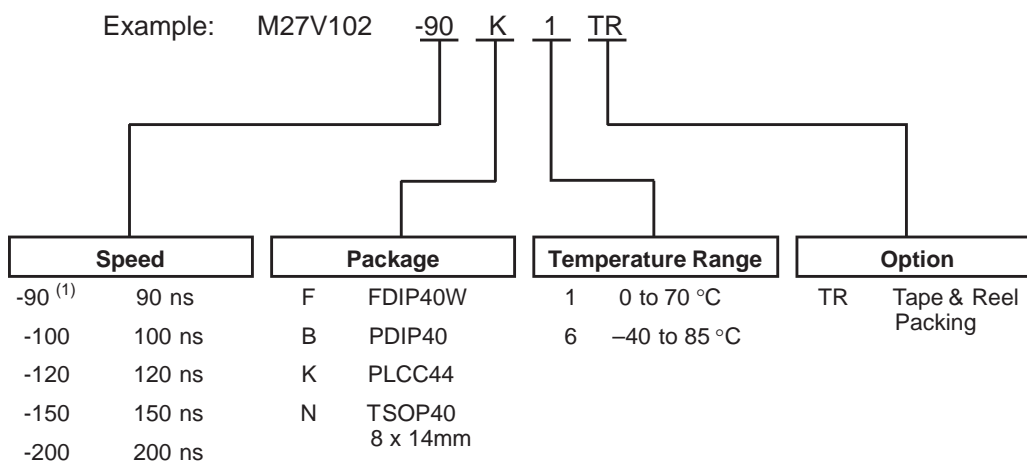 Example: M27V102 -90 K 1 TR
Speed
-90 (1) 90 ns
-100 100 ns
-120 120 ns
-150 150 ns
-200 200 ns
Package
F FDIP40W
B PDIP40
K PLCC44
N TSOP40
8 x 14mm
Temperature Range
1 0 to 70 °C
6 –40 to 85 °C
Option
TR Tape & Reel
Packing